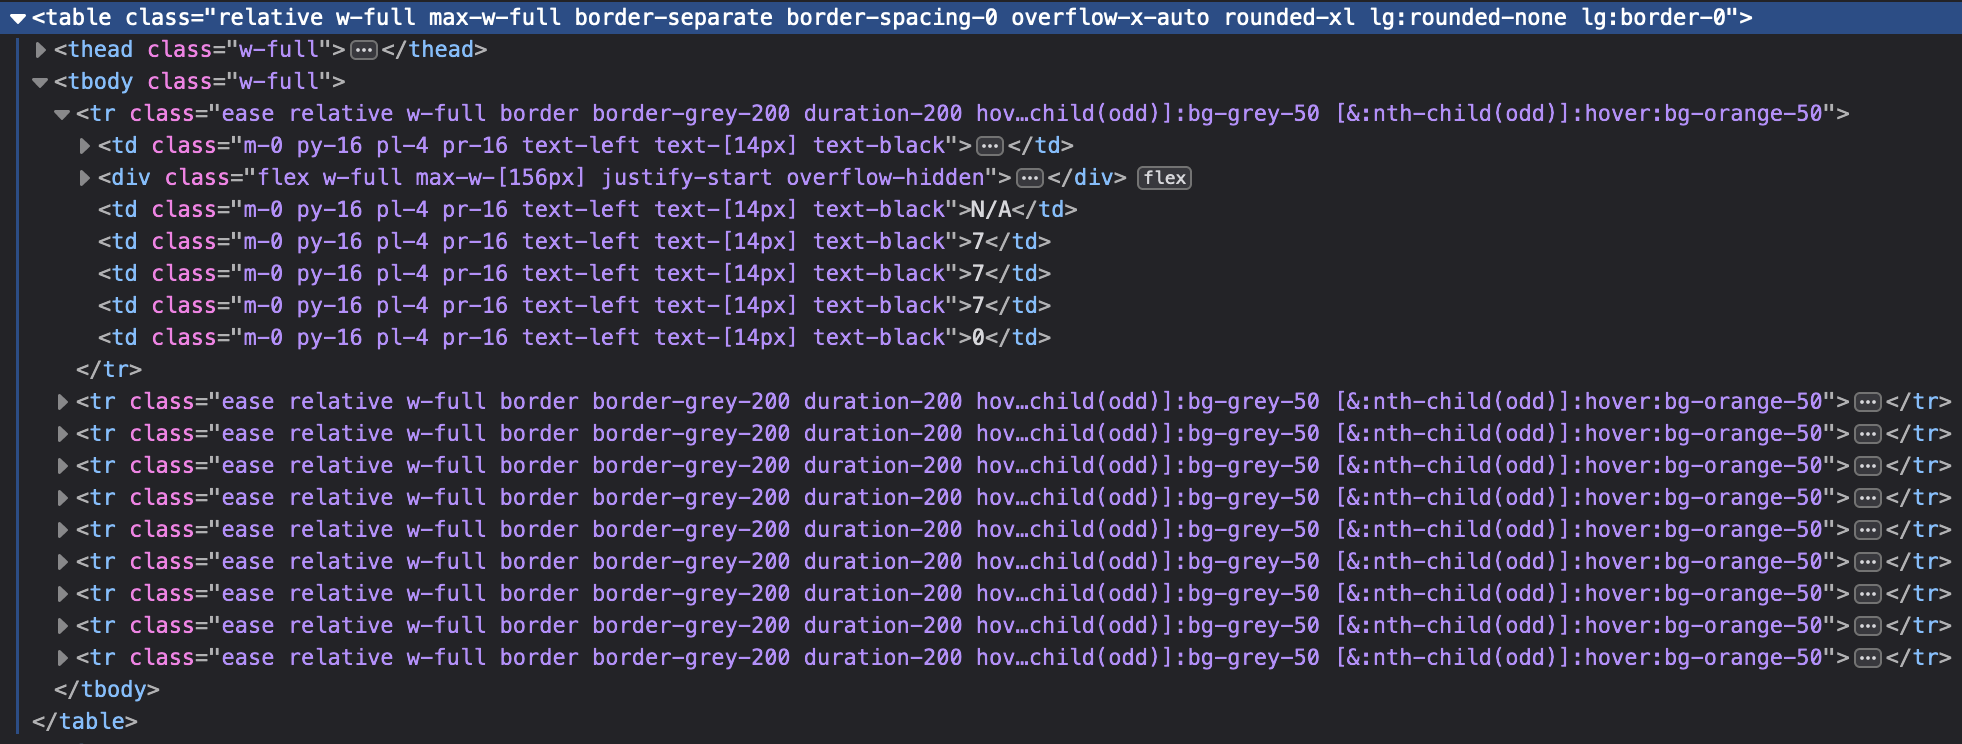 <table class="relative w-full max-w-full border-separate border-spacing-0 overflow-x-auto rounded-xl lg:rounded-none lg:border-0">
<thead class="w-full">…</thead>
<tbody class="w-full">
<tr class="ease relative w-full border border-grey-200 duration-200 hov…child(odd)]:bg-grey-50 [&:nth-child(odd)]:hover:bg-orange-50">
<td class="m-0 py-16 pl-4 pr-16 text-left text-[14px] text-black">…</td>
<div class="flex w-full max-w-[156px] justify-start overflow-hidden">…</div> flex
<td class="m-0 py-16 pl-4 pr-16 text-left text-[14px] text-black">N/A</td>
<td class="m-0 py-16 pl-4 pr-16 text-left text-[14px] text-black">7</td>
<td class="m-0 py-16 pl-4 pr-16 text-left text-[14px] text-black">7</td>
<td class="m-0 py-16 pl-4 pr-16 text-left text-[14px] text-black">7</td>
<td class="m-0 py-16 pl-4 pr-16 text-left text-[14px] text-black">0</td>
</tr>
<tr class="ease relative w-full border border-grey-200 duration-200 hov…child(odd)]:bg-grey-50 [&:nth-child(odd)]:hover:bg-orange-50">…</tr>
<tr class="ease relative w-full border border-grey-200 duration-200 hov…child(odd)]:bg-grey-50 [&:nth-child(odd)]:hover:bg-orange-50">…</tr>
<tr class="ease relative w-full border border-grey-200 duration-200 hov…child(odd)]:bg-grey-50 [&:nth-child(odd)]:hover:bg-orange-50">…</tr>
<tr class="ease relative w-full border border-grey-200 duration-200 hov…child(odd)]:bg-grey-50 [&:nth-child(odd)]:hover:bg-orange-50">…</tr>
<tr class="ease relative w-full border border-grey-200 duration-200 hov…child(odd)]:bg-grey-50 [&:nth-child(odd)]:hover:bg-orange-50">…</tr>
<tr class="ease relative w-full border border-grey-200 duration-200 hov…child(odd)]:bg-grey-50 [&:nth-child(odd)]:hover:bg-orange-50">…</tr>
<tr class="ease relative w-full border border-grey-200 duration-200 hov…child(odd)]:bg-grey-50 [&:nth-child(odd)]:hover:bg-orange-50">…</tr>
<tr class="ease relative w-full border border-grey-200 duration-200 hov…child(odd)]:bg-grey-50 [&:nth-child(odd)]:hover:bg-orange-50">…</tr>
<tr class="ease relative w-full border border-grey-200 duration-200 hov…child(odd)]:bg-grey-50 [&:nth-child(odd)]:hover:bg-orange-50">…</tr>
</tbody>
</table>